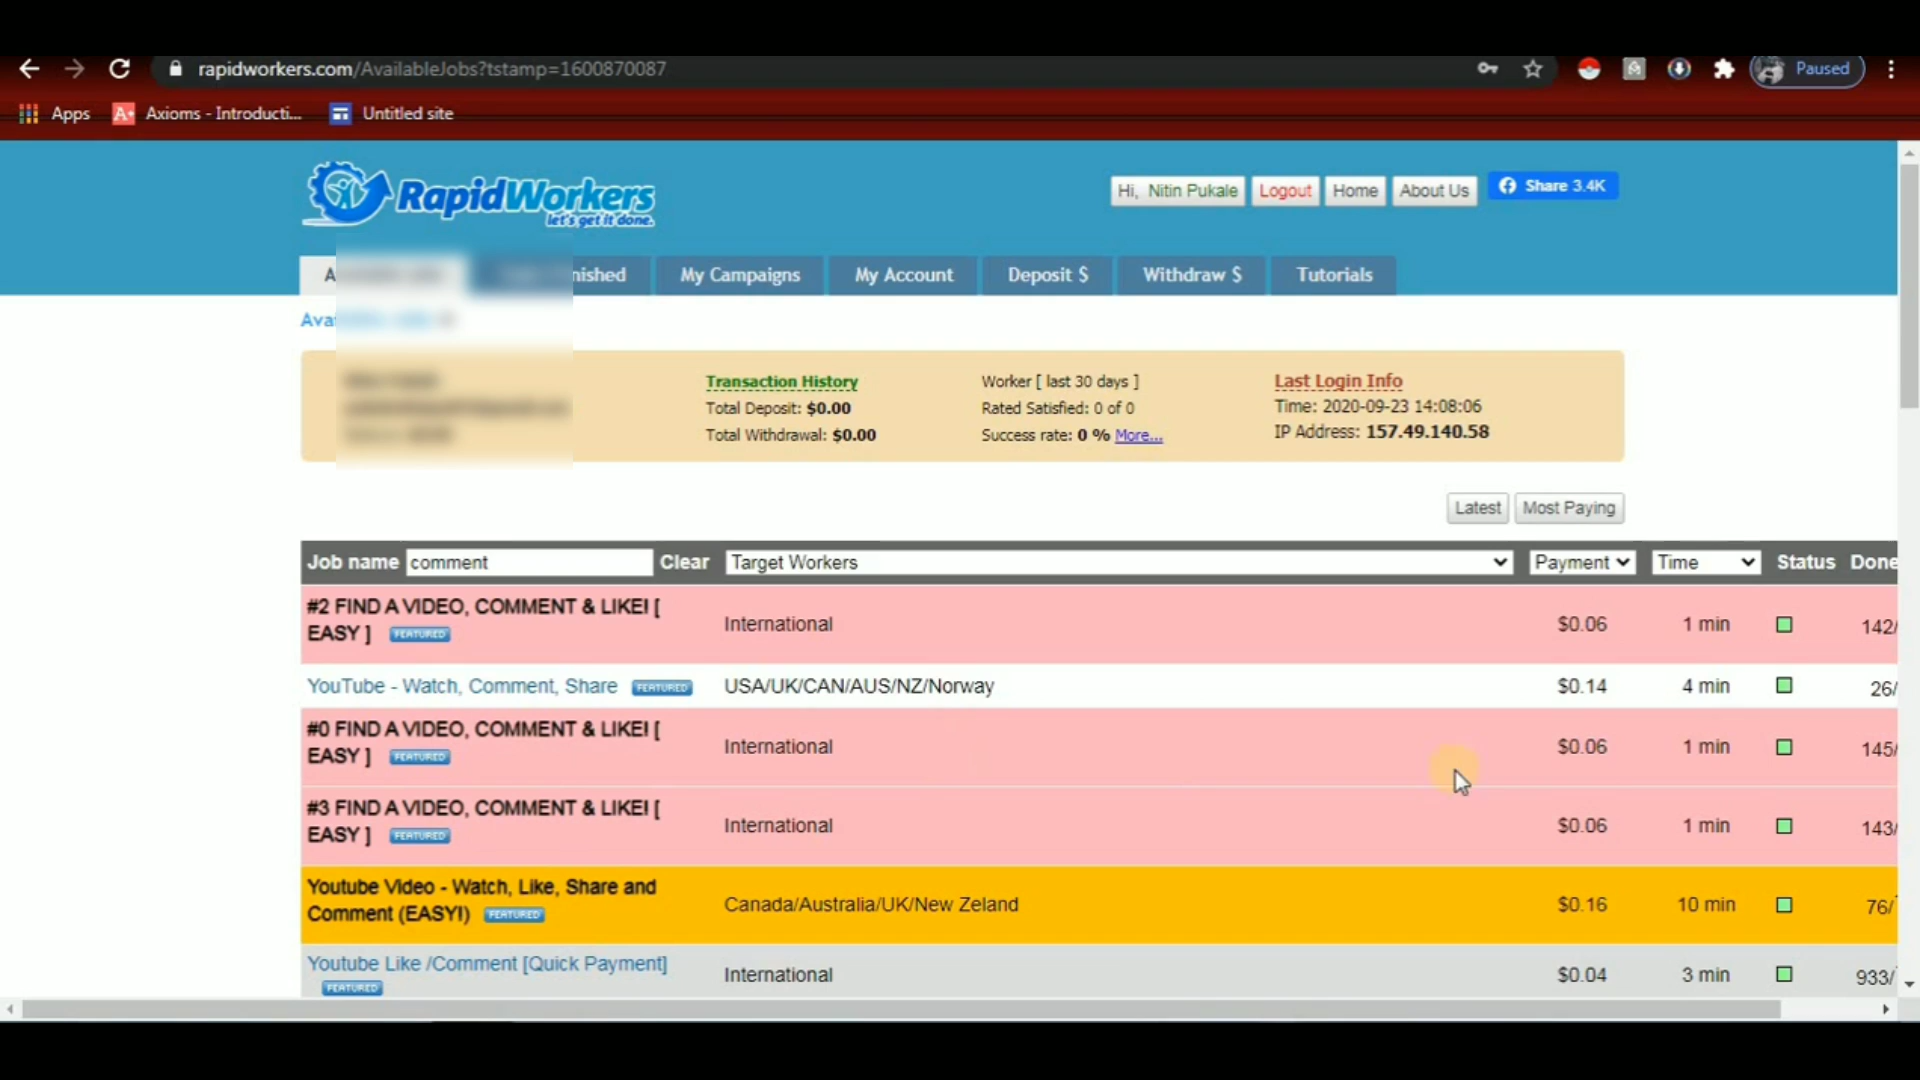 rapidworkers.com/AvailableJobs?tstamp=1600870087
Paused
Apps
Axioms - Introducti...
Untitled site
RapidWorkers
let's get it done.
Hi, Nitin Pukale
Logout
Home
About Us
Share 3.4K
My Campaigns
My Account
Deposit $
Withdraw $
Tutorials
Transaction History
Total Deposit: $0.00
Total Withdrawal: $0.00
Worker [ last 30 days ]
Rated Satisfied: 0 of 0
Success rate: 0 % More...
Last Login Info
Time: 2020-09-23 14:08:06
IP Address: 157.49.140.58
Latest
Most Paying
Job name comment Clear Target Workers Payment Time Status Done
#2 FIND A VIDEO, COMMENT & LIKE! [
EASY ] FEATURED
International $0.06 1 min 142/
YouTube - Watch, Comment, Share FEATURED USA/UK/CAN/AUS/NZ/Norway $0.14 4 min 26/
#0 FIND A VIDEO, COMMENT & LIKE! [
EASY ] FEATURED
International $0.06 1 min 145/
#3 FIND A VIDEO, COMMENT & LIKE! [
EASY ] FEATURED
International $0.06 1 min 143/
Youtube Video - Watch, Like, Share and
Comment (EASY!) FEATURED
Canada/Australia/UK/New Zeland $0.16 10 min 76/
Youtube Like /Comment [Quick Payment]
FEATURED
International $0.04 3 min 933/